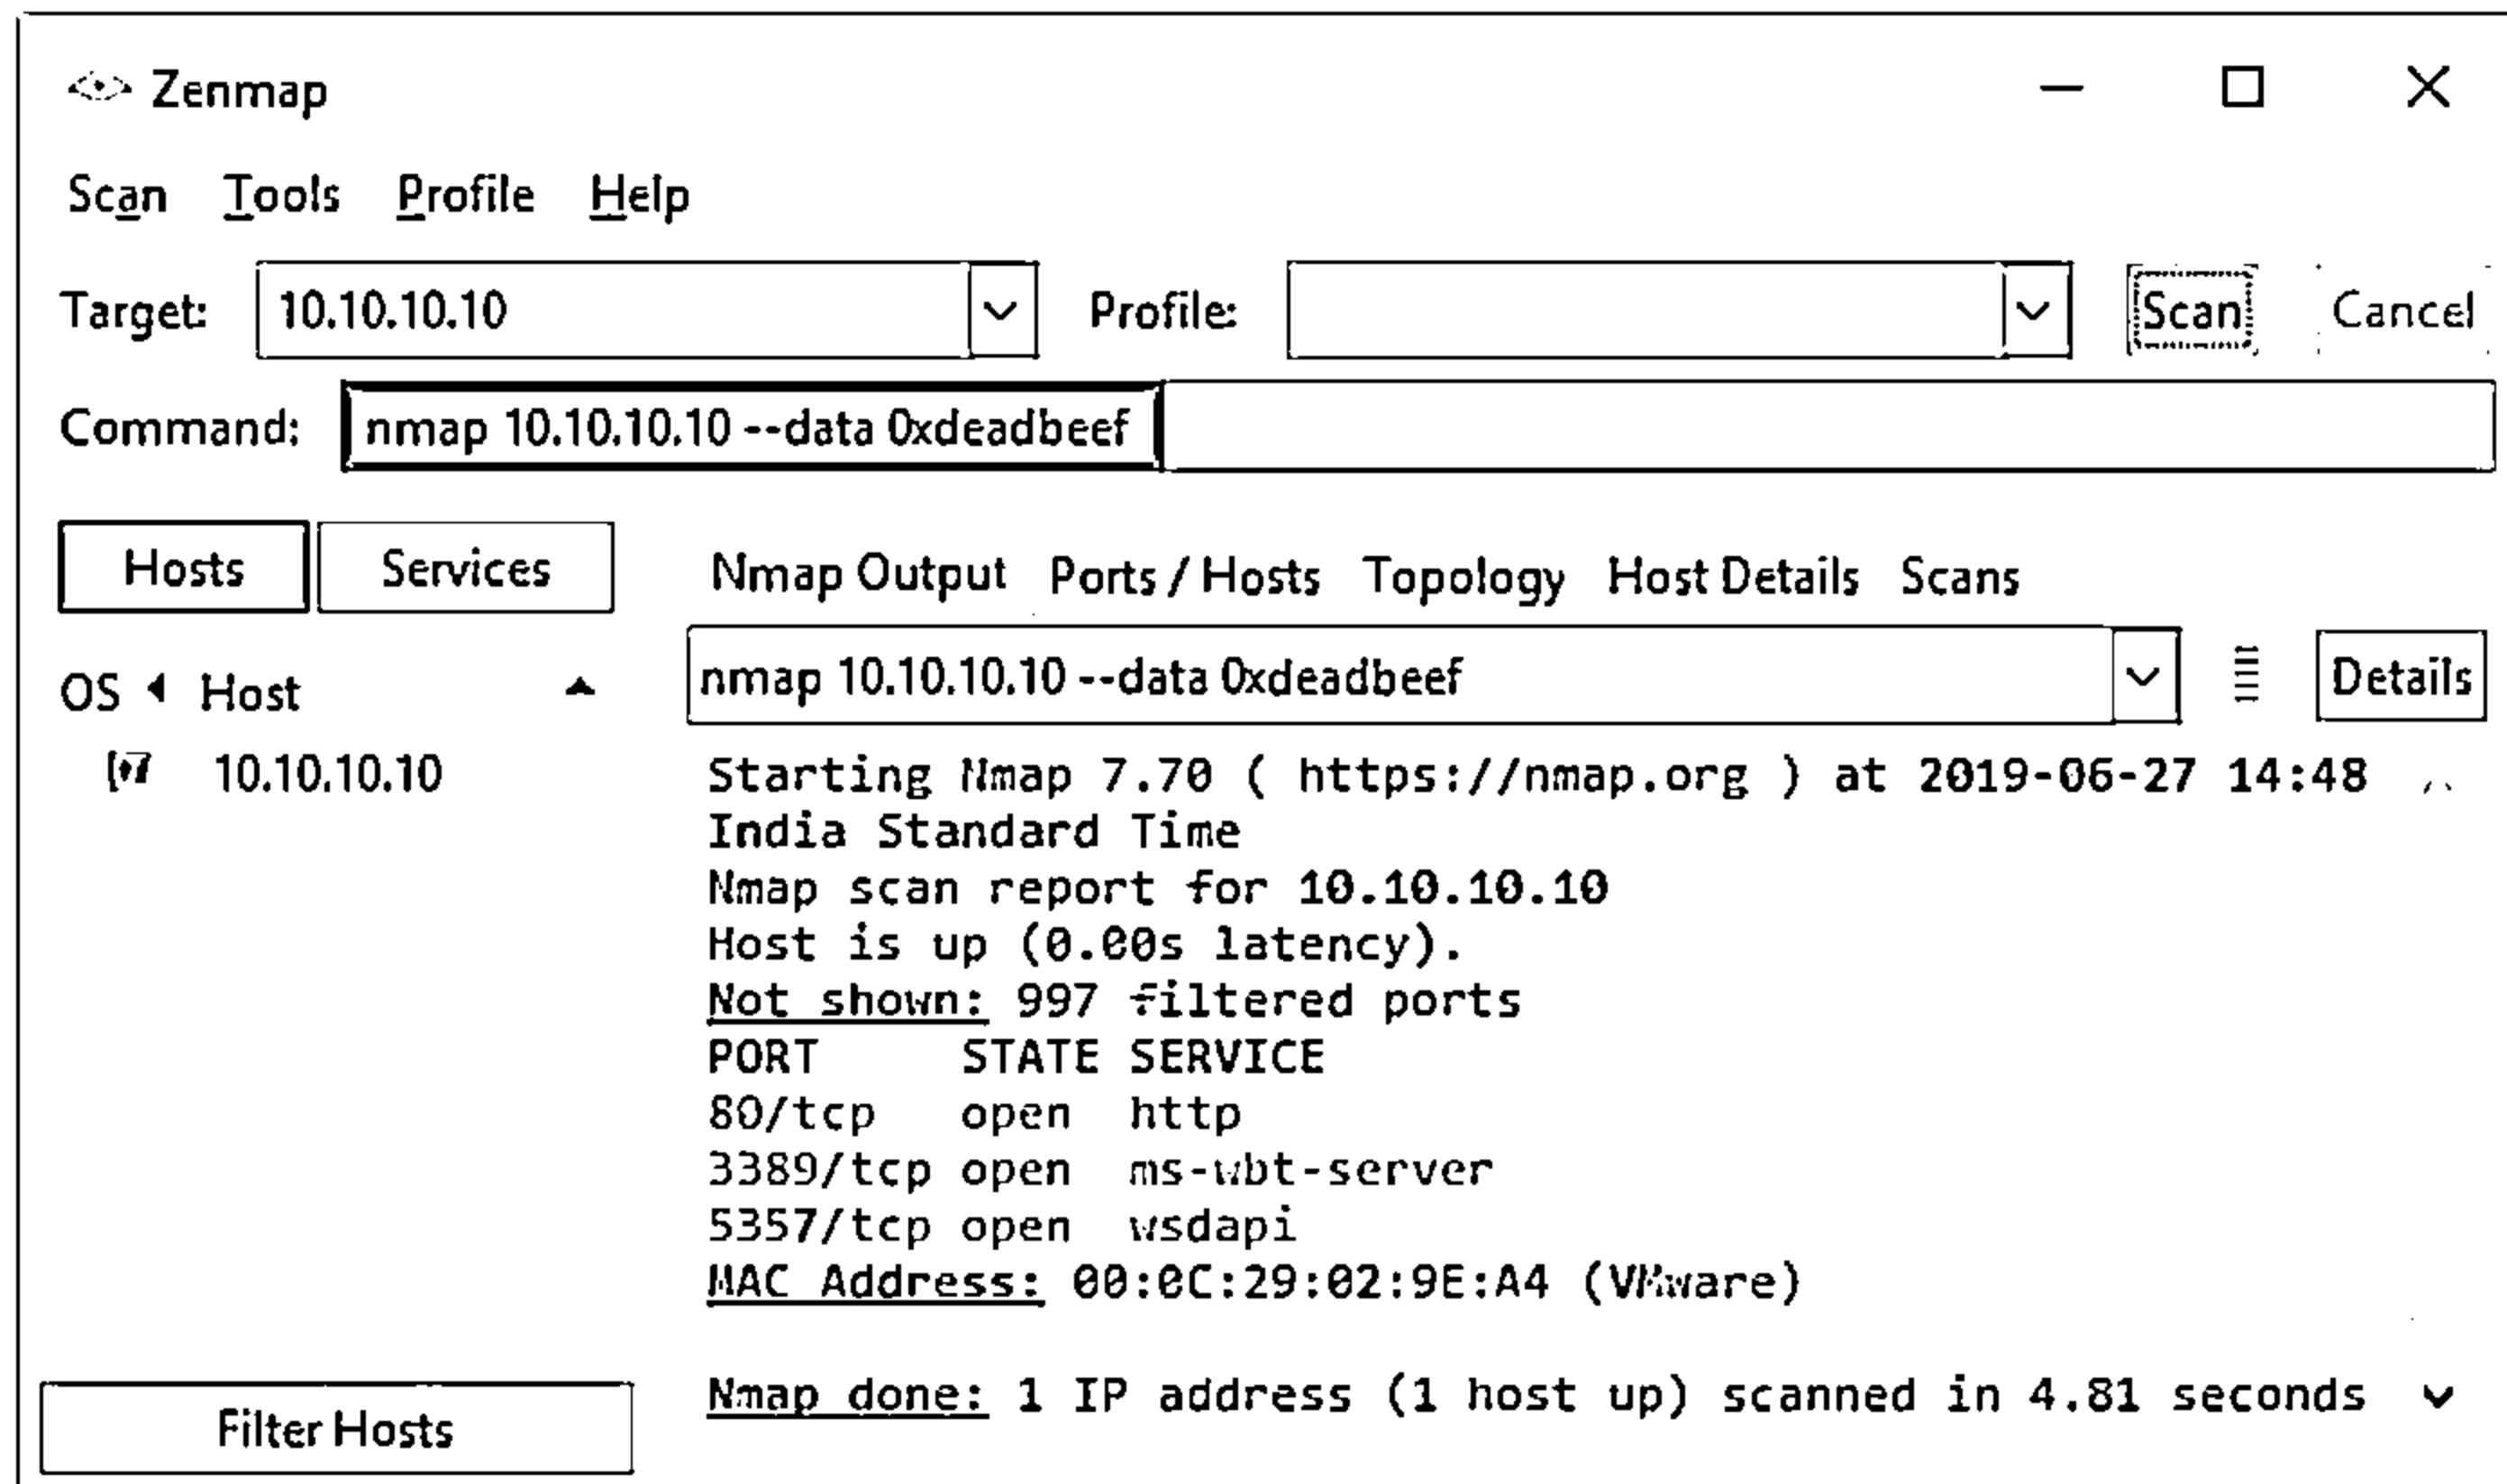 Zenmap
Scan Tools Profile Help
Target: 10.10.10.10 Profile: Scan Cancel
Command: nmap 10.10.10.10 --data 0xdeadbeef
Hosts Services Nmap Output Ports / Hosts Topology Host Details Scans
OS Host nmap 10.10.10.10 --data 0xdeadbeef Details
10.10.10.10
Starting Nmap 7.70 ( https://nmap.org ) at 2019-06-27 14:48
India Standard Time
Nmap scan report for 10.10.10.10
Host is up (0.00s latency).
Not shown: 997 filtered ports
PORT STATE SERVICE
80/tcp open http
3389/tcp open ms-wbt-server
5357/tcp open wsdapi
MAC Address: 00:0C:29:02:9E:A4 (VMware)
Nmap done: 1 IP address (1 host up) scanned in 4.81 seconds
Filter Hosts